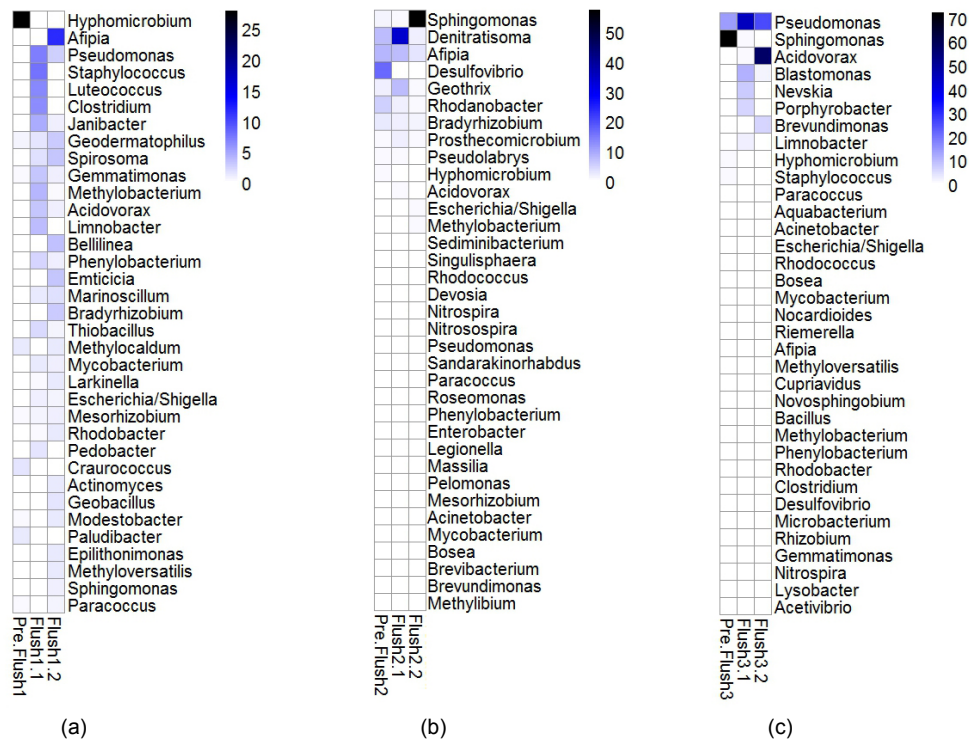 Hyphomicrobium
Afipia
Pseudomonas
Staphylococcus
Luteococcus
Clostridium
Janibacter
Geodermatophilus
Spirosoma
Gemmatimonas
Methylobacterium
Acidovorax
Limnobacter
Bellilinea
Phenylobacterium
Emticicia
Marinoscillum
Bradyrhizobium
Thiobacillus
Methylocaldum
Mycobacterium
Larkinella
Escherichia/Shigella
Mesorhizobium
Rhodobacter
Pedobacter
Craurococcus
Actinomyces
Geobacillus
Modestobacter
Paludibacter
Epilithonimonas
Methyloversatilis
Sphingomonas
Paracoccus
25
20
15
10
5
0
Pre.Flush1
Flush1.1
Flush1.2
(a)
Sphingomonas
Denitratisoma
Afipia
Desulfovibrio
Geothrix
Rhodanobacter
Bradyrhizobium
Prosthecomicrobium
Pseudolabrys
Hyphomicrobium
Acidovorax
Escherichia/Shigella
Methylobacterium
Sediminibacterium
Singulisphaera
Rhodococcus
Devosia
Nitrospira
Nitrosospira
Pseudomonas
Sandarakinorhabdus
Paracoccus
Roseomonas
Phenylobacterium
Enterobacter
Legionella
Massilia
Pelomonas
Mesorhizobium
Acinetobacter
Mycobacterium
Bosea
Brevibacterium
Brevundimonas
Methylibium
50
40
30
20
10
0
Pre.Flush2
Flush2.1
Flush2.2
(b)
Pseudomonas
Sphingomonas
Acidovorax
Blastomonas
Nevskia
Porphyrobacter
Brevundimonas
Limnobacter
Hyphomicrobium
Staphylococcus
Paracoccus
Aquabacterium
Acinetobacter
Escherichia/Shigella
Rhodococcus
Bosea
Mycobacterium
Nocardioides
Riemerella
Afipia
Methyloversatilis
Cupriavidus
Novosphingobium
Bacillus
Methylobacterium
Phenylobacterium
Rhodobacter
Clostridium
Desulfovibrio
Microbacterium
Rhizobium
Gemmatimonas
Nitrospira
Lysobacter
Acetivibrio
70
60
50
40
30
20
10
0
Pre.Flush3
Flush3.1
Flush3.2
(c)